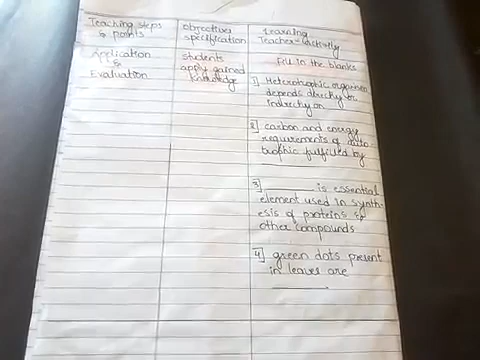 Teaching steps
& points
Objective
specification
Learning
Teacher-activity
Application
&
Evaluation
students
apply gained
knowledge
fill in the blanks
1] Heterotrophic organism
depends directly or
indirectly on
2] carbon and energy
requirements of auto
trophic fulfilled by
________
3] ________ is essential
element used in synth-
esis of proteins &
other compounds
4] green dots present
in leaves are
________